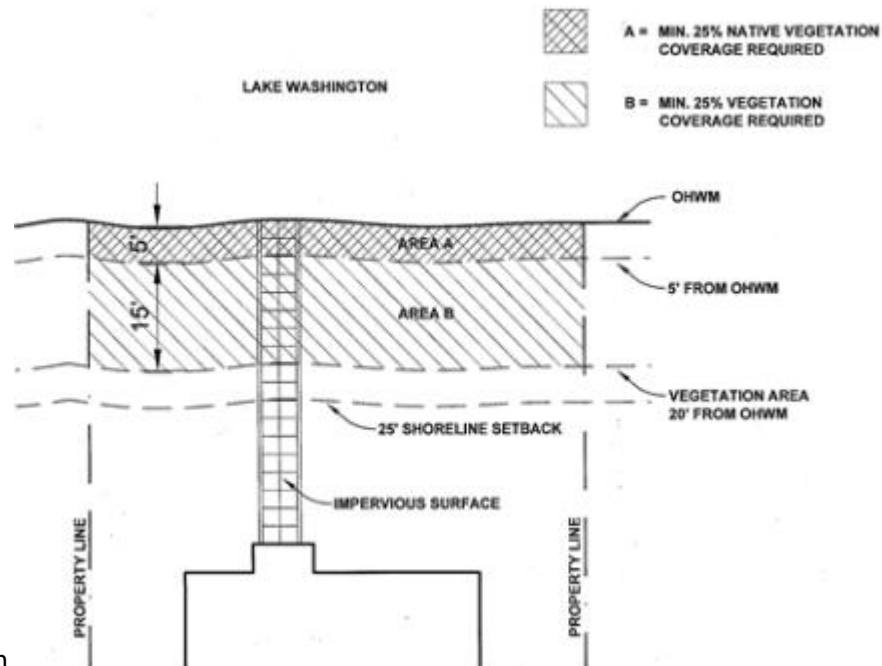 A = MIN. 25% NATIVE VEGETATION
COVERAGE REQUIRED
LAKE WASHINGTON
B = MIN. 25% VEGETATION
COVERAGE REQUIRED
OHWM
5'
AREA A
5' FROM OHWM
15'
AREA B
VEGETATION AREA
20' FROM OHWM
25' SHORELINE SETBACK
IMPERVIOUS SURFACE
PROPERTY LINE
PROPERTY LINE